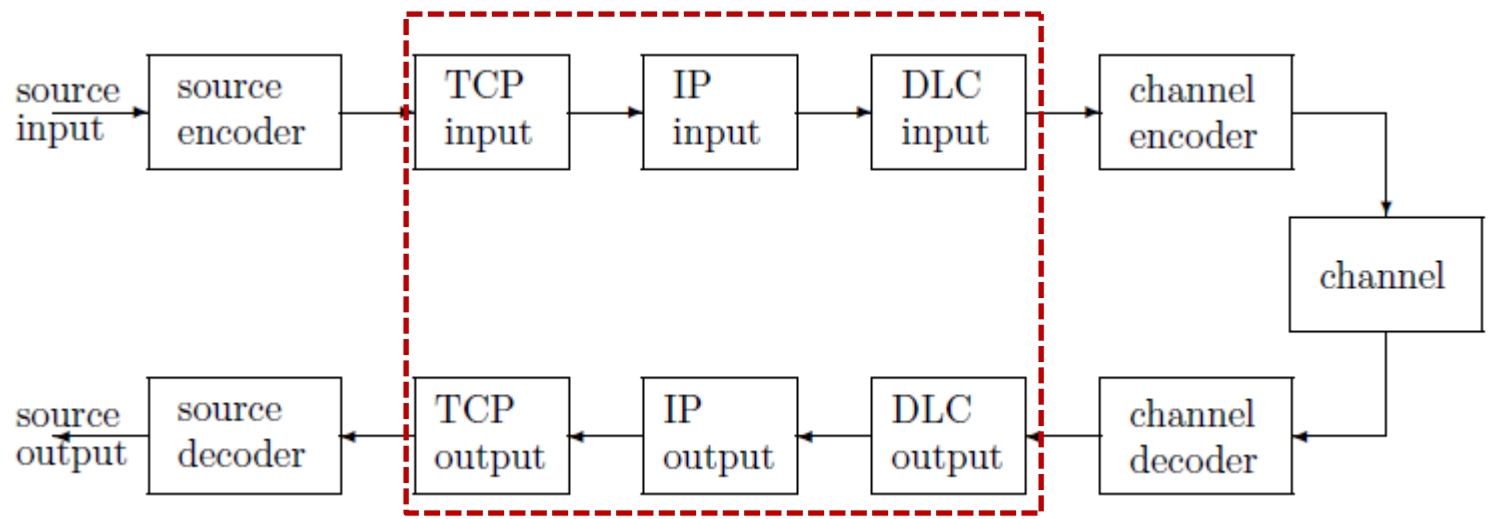 source
input
source
encoder
TCP
input
IP
input
DLC
input
channel
encoder
channel
source
output
source
decoder
TCP
output
IP
output
DLC
output
channel
decoder